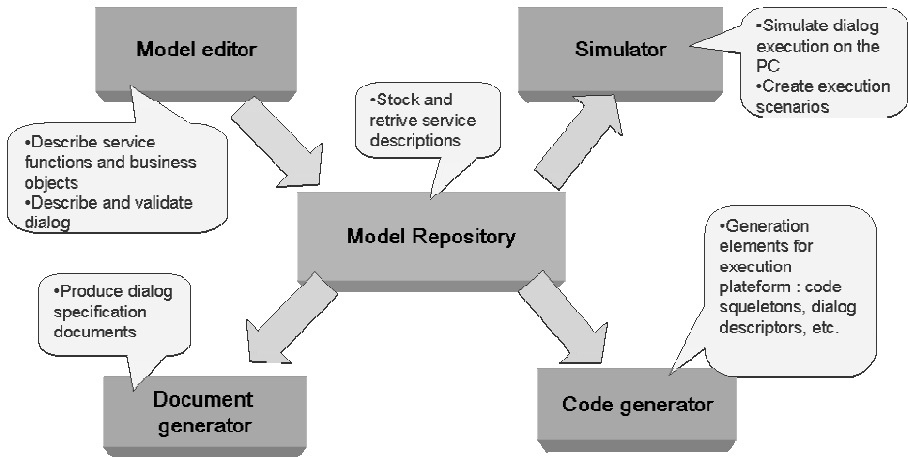 Model editor
Simulator
•Simulate dialog
execution on the
PC
•Create execution
scenarios
•Stock and
retrive service
descriptions
•Describe service
functions and business
objects
•Describe and validate
dialog
Model Repository
•Generation
elements for
execution
plateform : code
squeletons, dialog
descriptors, etc.
•Produce dialog
specification
documents
Document
generator
Code generator